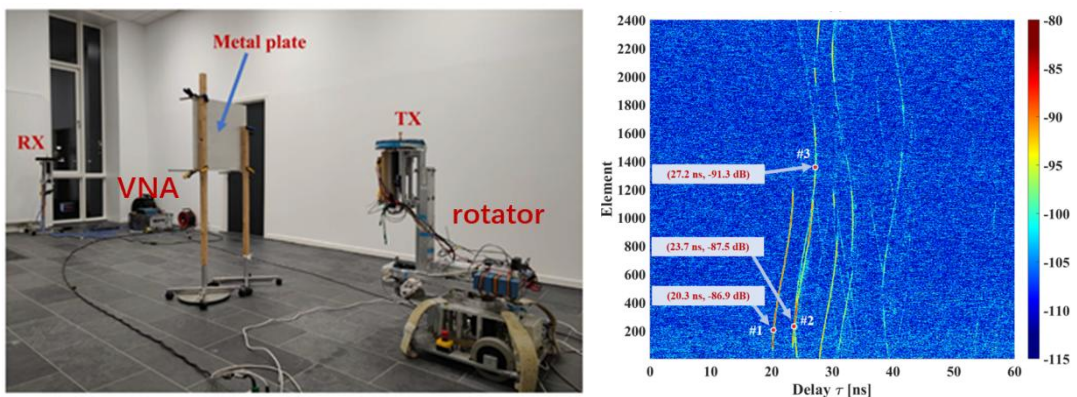 Metal plate
RX
VNA
TX
rotator
2400
2200
2000
1800
1600
1400
1200
1000
800
600
400
200
Element
#3
(27.2 ns, -91.3 dB)
(23.7 ns, -87.5 dB)
(20.3 ns, -86.9 dB)
#1
#2
0 10 20 30 40 50 60
Delay τ [ns]
-80
-85
-90
-95
-100
-105
-110
-115